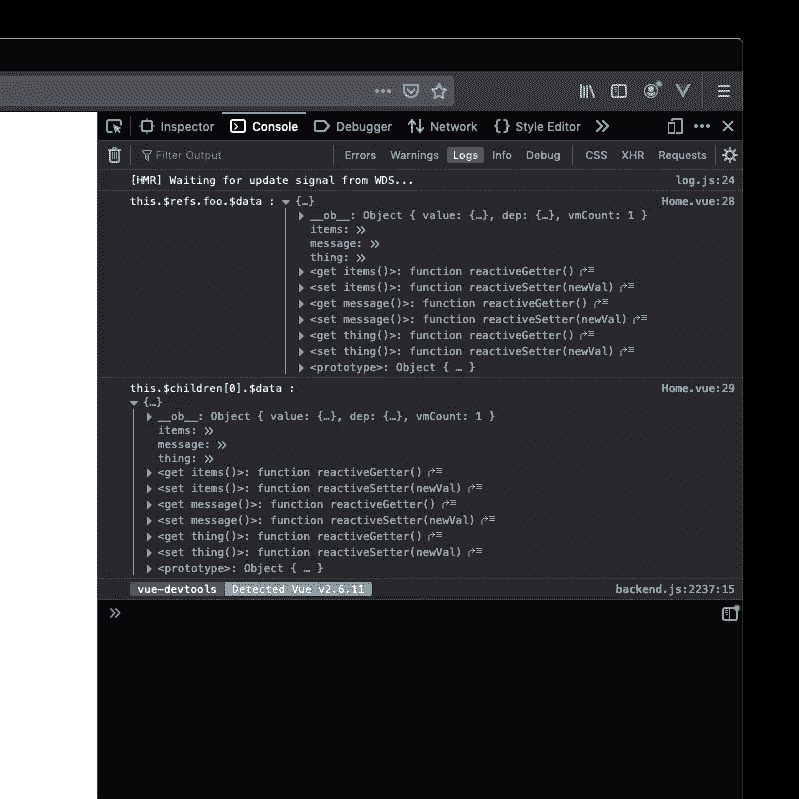 Inspector Console Debugger Network {} Style Editor
Filter Output Errors Warnings Logs Info Debug CSS XHR Requests
[HMR] Waiting for update signal from WDS... log.js:24
this.$refs.foo.$data : {…} Home.vue:28
__ob__: Object { value: {…}, dep: {…}, vmCount: 1 }
items: »
message: »
thing: »
<get items()>: function reactiveGetter()
<set items()>: function reactiveSetter(newVal)
<get message()>: function reactiveGetter()
<set message()>: function reactiveSetter(newVal)
<get thing()>: function reactiveGetter()
<set thing()>: function reactiveSetter(newVal)
<prototype>: Object { … }
this.$children[0].$data : Home.vue:29
{…}
__ob__: Object { value: {…}, dep: {…}, vmCount: 1 }
items: »
message: »
thing: »
<get items()>: function reactiveGetter()
<set items()>: function reactiveSetter(newVal)
<get message()>: function reactiveGetter()
<set message()>: function reactiveSetter(newVal)
<get thing()>: function reactiveGetter()
<set thing()>: function reactiveSetter(newVal)
<prototype>: Object { … }
vue-devtools Detected Vue v2.6.11 backend.js:2237:15
»